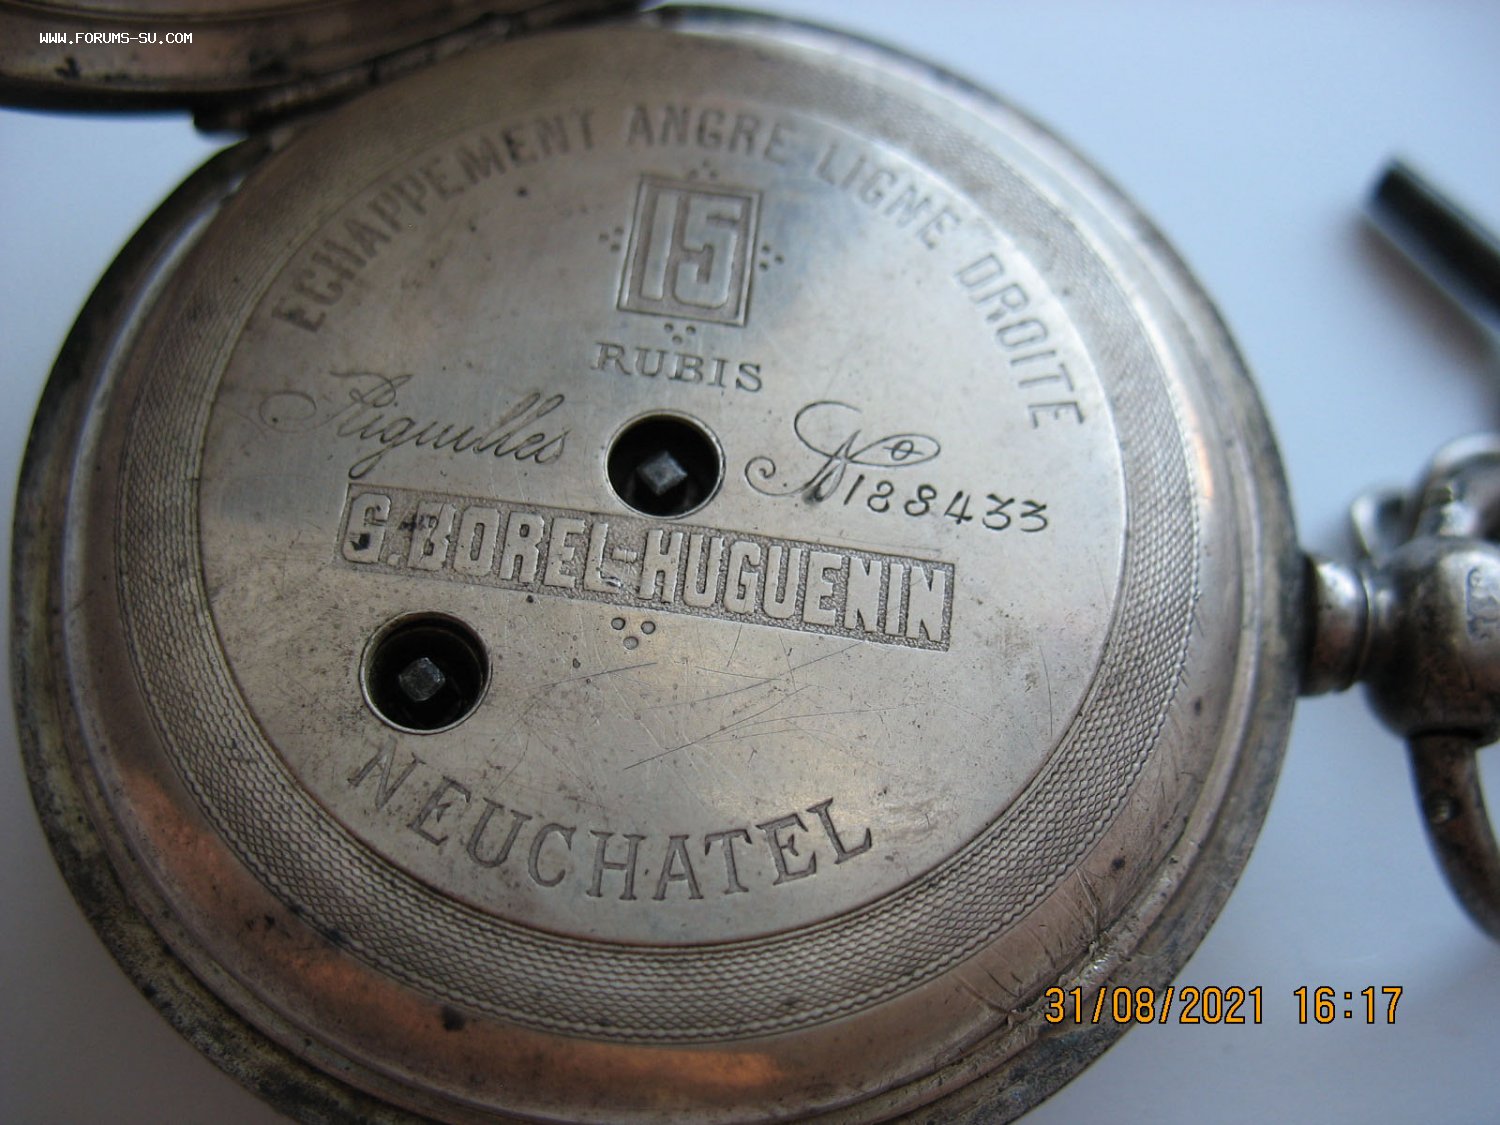 WWW.FORUMS-SU.COM
ECHAPPEMENT ANGRE LIGNE DROITE
15
RUBIS
Aiguilles
No 188433
G. BOREL-HUGUENIN
NEUCHATEL
31/08/2021 16:17